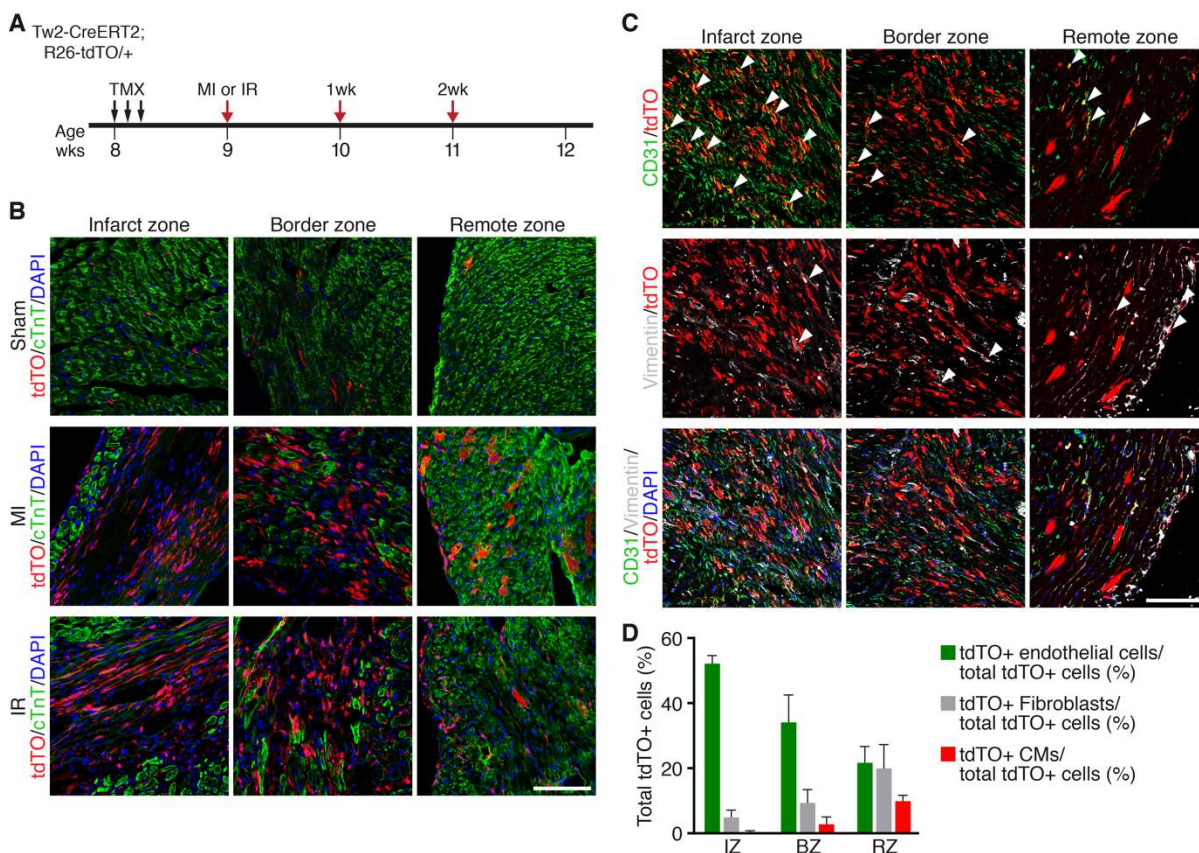 A
Tw2-CreERT2;
R26-tdTO/+
TMX
MI or IR
1wk
2wk
Age
wks
8
9
10
11
12
B
Infarct zone
Border zone
Remote zone
Sham
tdTO/cTnT/DAPI
MI
tdTO/cTnT/DAPI
IR
tdTO/cTnT/DAPI
C
Infarct zone
Border zone
Remote zone
CD31/tdTO
Vimentin/tdTO
CD31/Vimentin/
tdTO/DAPI
D
Total tdTO+ cells (%)
60
40
20
0
IZ
BZ
RZ
tdTO+ endothelial cells/
total tdTO+ cells (%)
tdTO+ Fibroblasts/
total tdTO+ cells (%)
tdTO+ CMs/
total tdTO+ cells (%)